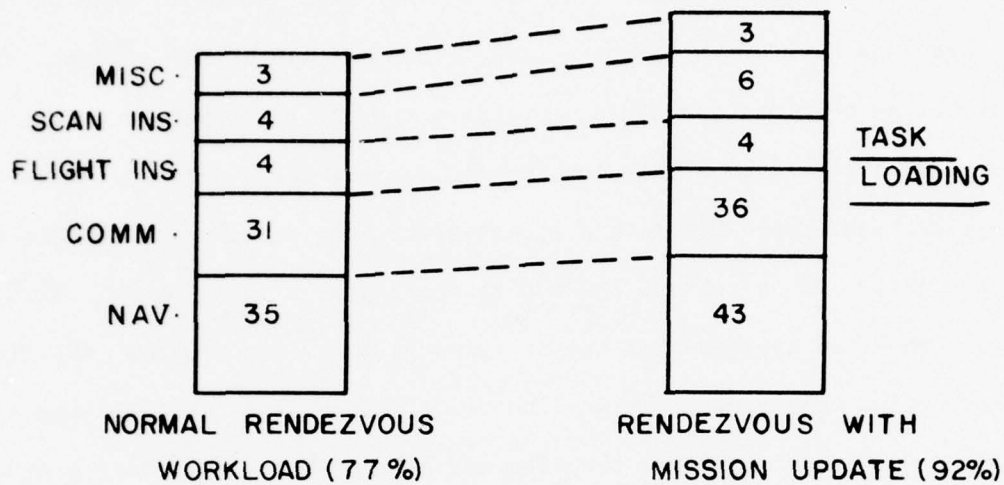 MISC 3
SCAN INS 4
FLIGHT INS 4
COMM 31
NAV 35
3
6
4
36
43
TASK
LOADING
NORMAL RENDEZVOUS
WORKLOAD (77%)
RENDEZVOUS WITH
MISSION UPDATE (92%)